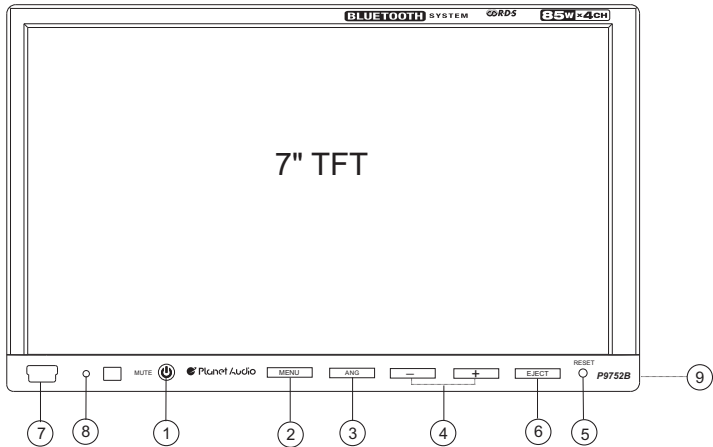 BLUETOOTH SYSTEM RDS 85W×4CH
7" TFT
RESET
MUTE Planet Audio MENU ANG − + EJECT P9752B
9
7 8 1 2 3 4 6 5